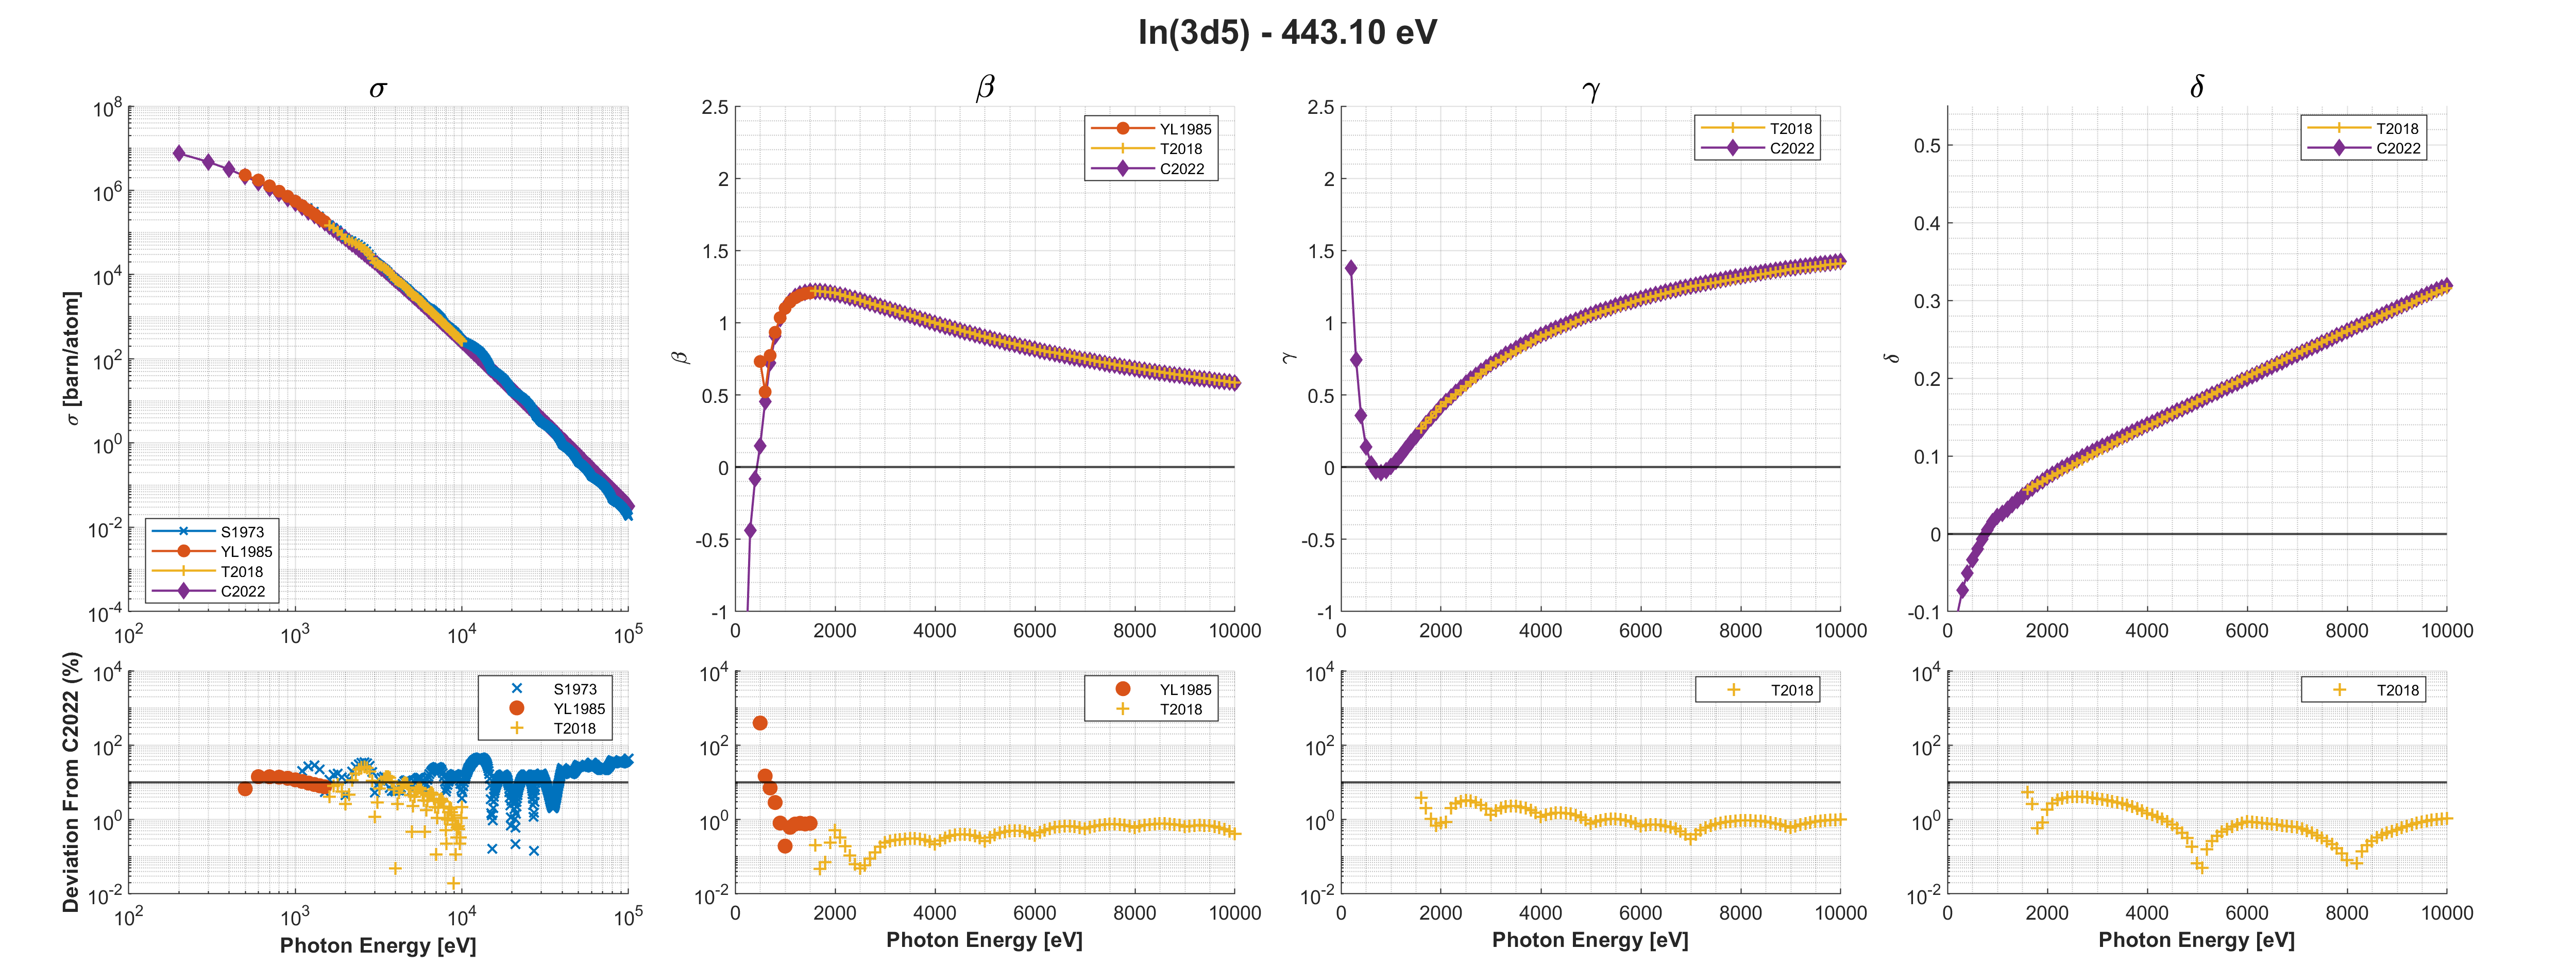 In(3d5) - 443.10 eV
σ
10^8
10^6
10^4
10^2
10^0
10^-2
10^-4
10^2
10^3
10^4
10^5
σ [barn/atom]
S1973
YL1985
T2018
C2022
β
2.5
2
1.5
1
0.5
0
-0.5
-1
0
2000
4000
6000
8000
10000
β
YL1985
T2018
C2022
γ
2.5
2
1.5
1
0.5
0
-0.5
-1
0
2000
4000
6000
8000
10000
γ
T2018
C2022
δ
0.5
0.4
0.3
0.2
0.1
0
-0.1
0
2000
4000
6000
8000
10000
δ
T2018
C2022
Deviation From C2022 (%)
10^4
10^2
10^0
10^-2
10^2
10^3
10^4
10^5
Photon Energy [eV]
S1973
YL1985
T2018
10^4
10^2
10^0
10^-2
0
2000
4000
6000
8000
10000
Photon Energy [eV]
YL1985
T2018
10^4
10^2
10^0
10^-2
0
2000
4000
6000
8000
10000
Photon Energy [eV]
T2018
10^4
10^2
10^0
10^-2
0
2000
4000
6000
8000
10000
Photon Energy [eV]
T2018